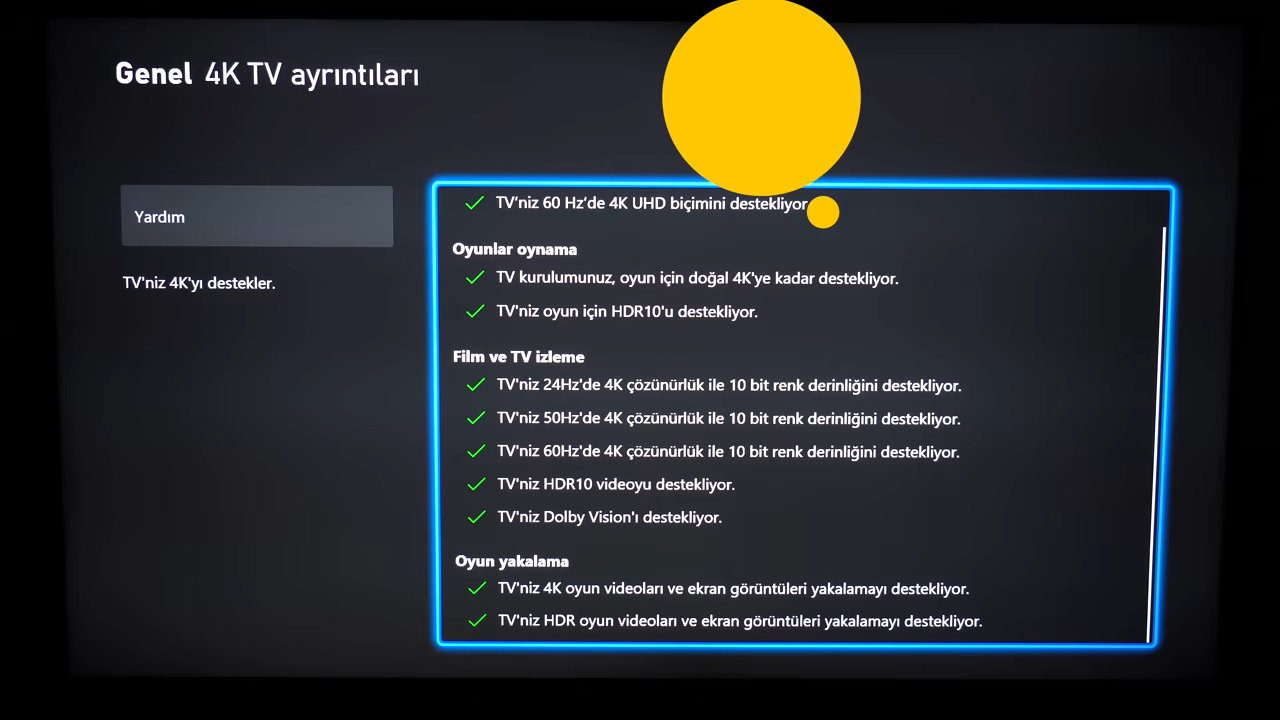 Genel 4K TV ayrıntıları
Yardım
TV'niz 4K'yı destekler.
TV'niz 60 Hz'de 4K UHD biçimini destekliyor
Oyunlar oynama
TV kurulumunuz, oyun için doğal 4K'ye kadar destekliyor.
TV'niz oyun için HDR10'u destekliyor.
Film ve TV izleme
TV'niz 24Hz'de 4K çözünürlük ile 10 bit renk derinliğini destekliyor.
TV'niz 50Hz'de 4K çözünürlük ile 10 bit renk derinliğini destekliyor.
TV'niz 60Hz'de 4K çözünürlük ile 10 bit renk derinliğini destekliyor.
TV'niz HDR10 videoyu destekliyor.
TV'niz Dolby Vision'ı destekliyor.
Oyun yakalama
TV'niz 4K oyun videoları ve ekran görüntüleri yakalamayı destekliyor.
TV'niz HDR oyun videoları ve ekran görüntüleri yakalamayı destekliyor.